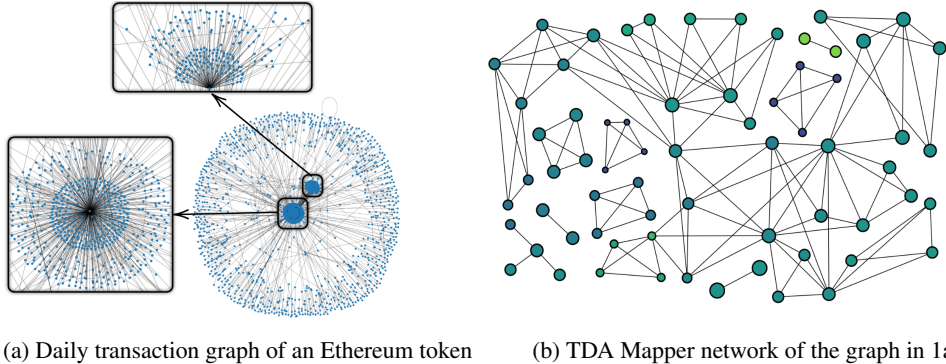 (a) Daily transaction graph of an Ethereum token
(b) TDA Mapper network of the graph in 1a